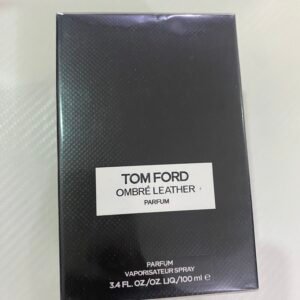 TOM FORD
OMBRÉ LEATHER
PARFUM
PARFUM
VAPORISATEUR SPRAY
3.4 FL. OZ./OZ. LIQ/100 ml ℮